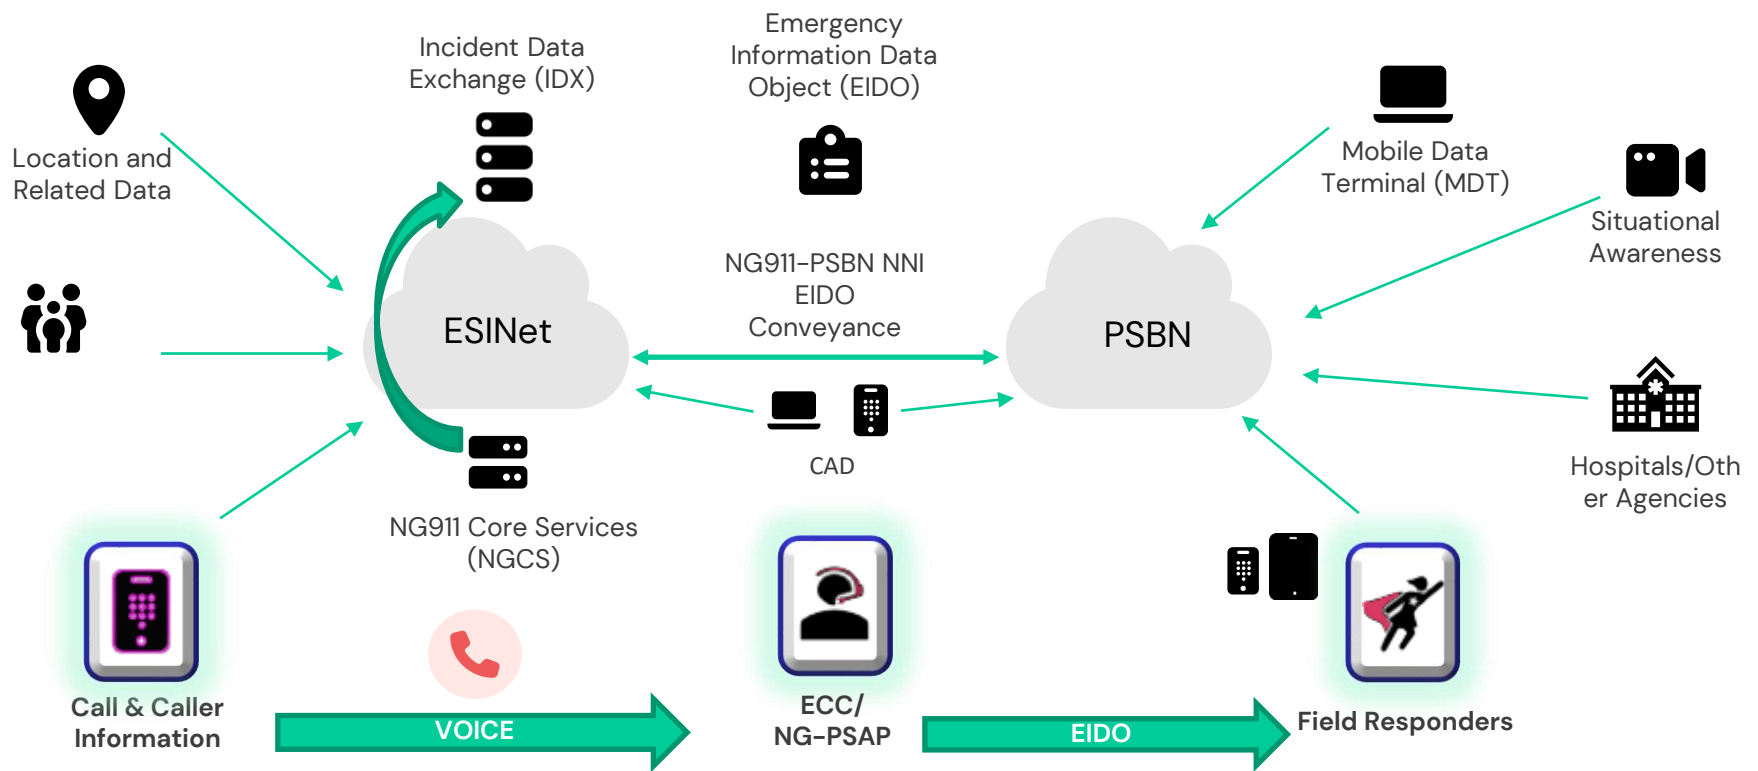 Incident Data
Exchange (IDX)
Emergency
Information Data
Object (EIDO)
Location and
Related Data
Mobile Data
Terminal (MDT)
Situational
Awareness
NG911-PSBN NNI
EIDO
Conveyance
ESINet
PSBN
CAD
Hospitals/Oth
er Agencies
NG911 Core Services
(NGCS)
Call & Caller
Information
VOICE
ECC/
NG-PSAP
EIDO
Field Responders